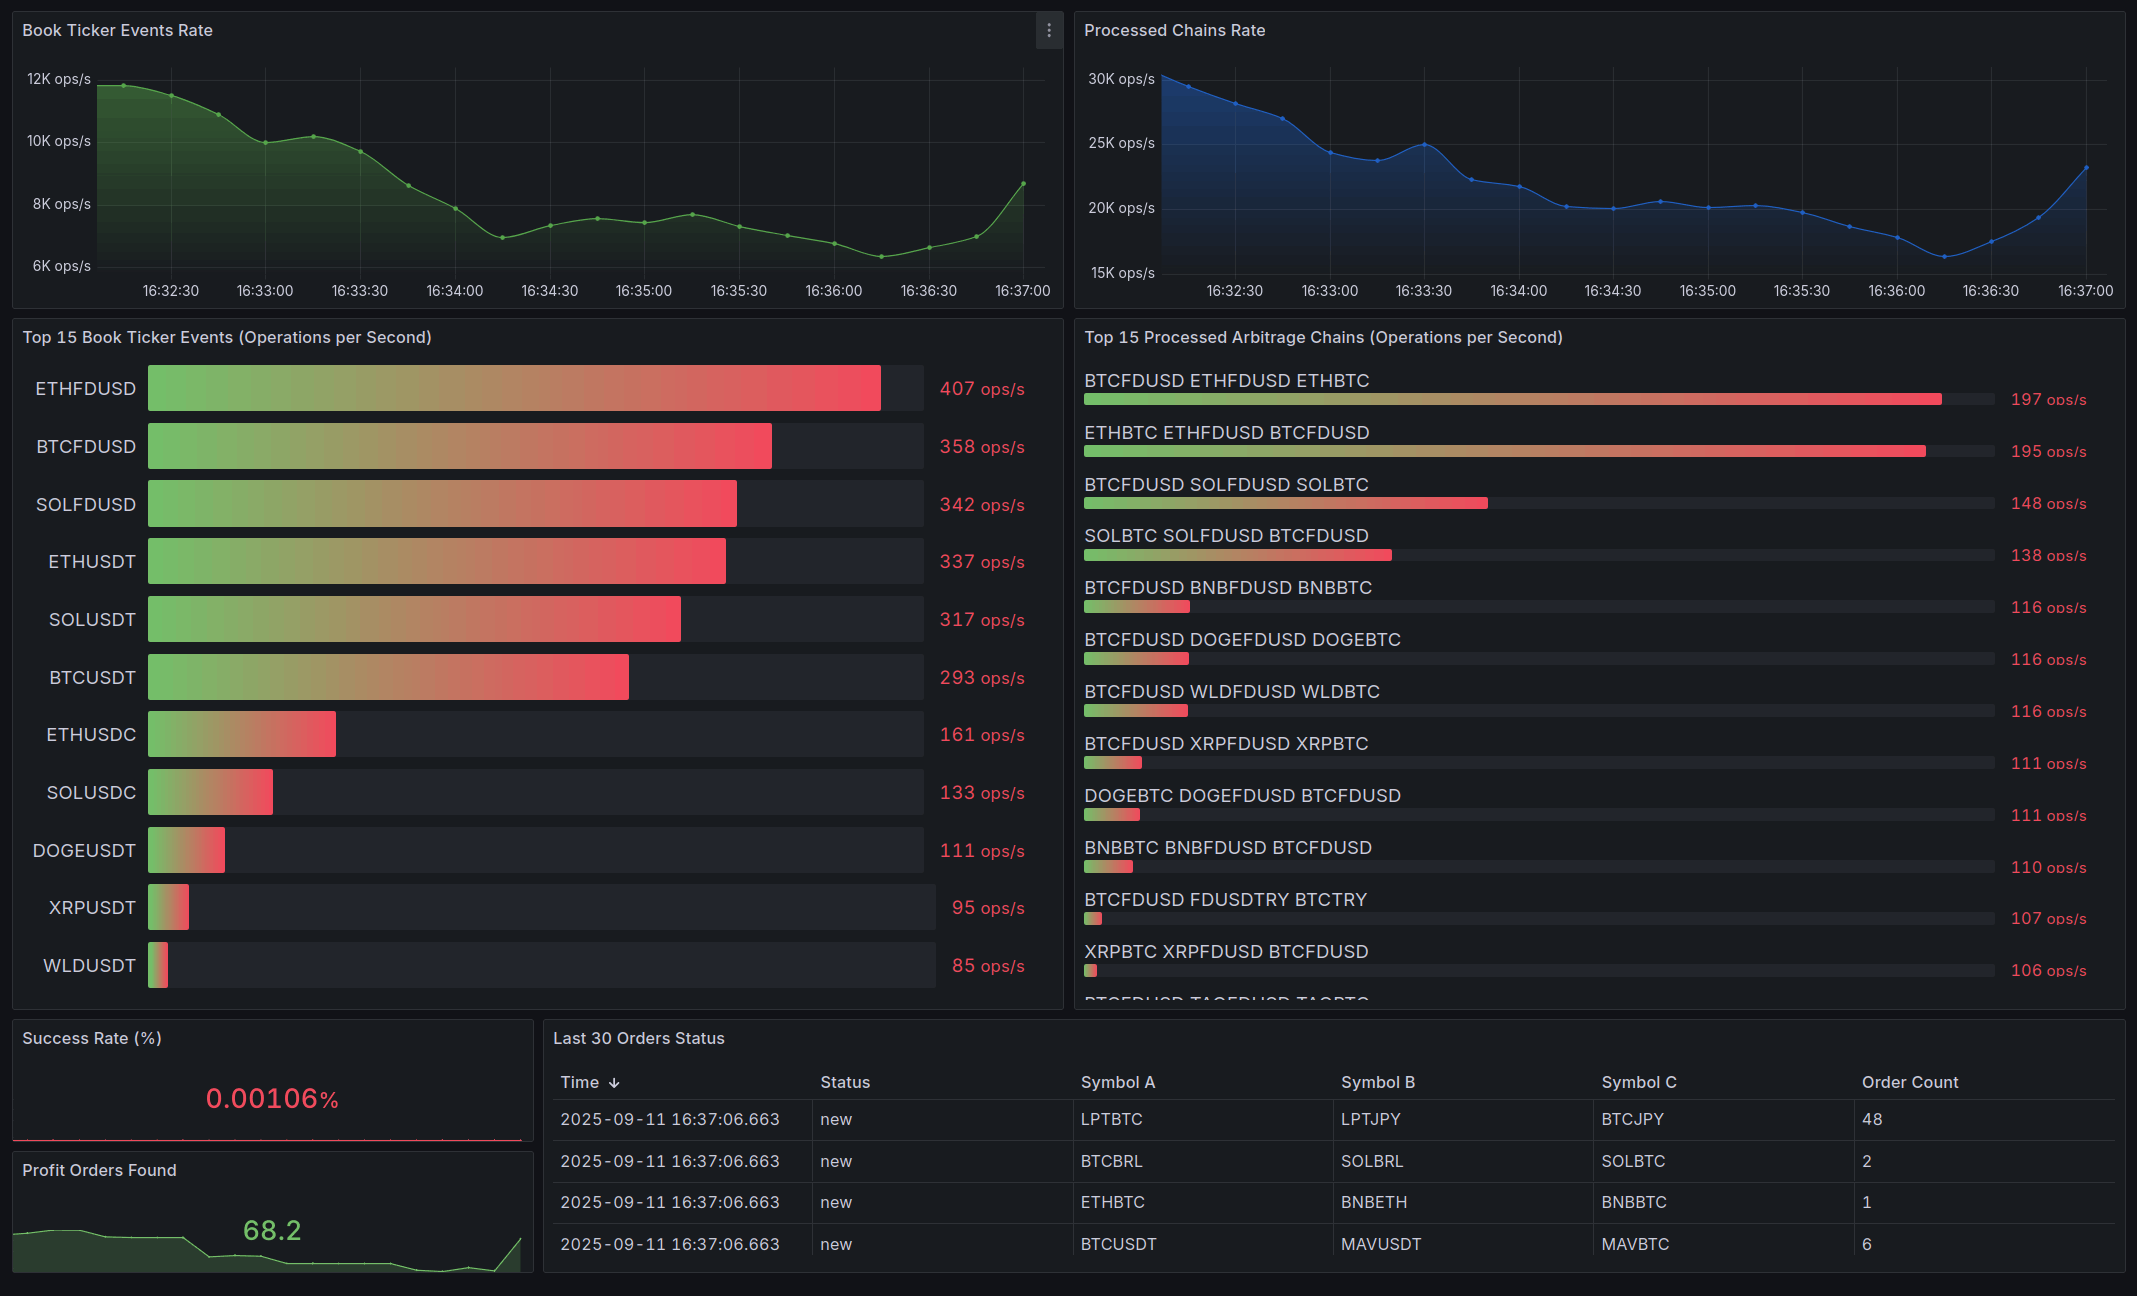 Book Ticker Events Rate
12K ops/s
10K ops/s
8K ops/s
6K ops/s
16:32:30 16:33:00 16:33:30 16:34:00 16:34:30 16:35:00 16:35:30 16:36:00 16:36:30 16:37:00
Processed Chains Rate
30K ops/s
25K ops/s
20K ops/s
15K ops/s
16:32:30 16:33:00 16:33:30 16:34:00 16:34:30 16:35:00 16:35:30 16:36:00 16:36:30 16:37:00
Top 15 Book Ticker Events (Operations per Second)
ETHFDUSD 407 ops/s
BTCFDUSD 358 ops/s
SOLFDUSD 342 ops/s
ETHUSDT 337 ops/s
SOLUSDT 317 ops/s
BTCUSDT 293 ops/s
ETHUSDC 161 ops/s
SOLUSDC 133 ops/s
DOGEUSDT 111 ops/s
XRPUSDT 95 ops/s
WLDUSDT 85 ops/s
Top 15 Processed Arbitrage Chains (Operations per Second)
BTCFDUSD ETHFDUSD ETHBTC
197 ops/s
ETHBTC ETHFDUSD BTCFDUSD
195 ops/s
BTCFDUSD SOLFDUSD SOLBTC
148 ops/s
SOLBTC SOLFDUSD BTCFDUSD
138 ops/s
BTCFDUSD BNBFDUSD BNBBTC
116 ops/s
BTCFDUSD DOGEFDUSD DOGEBTC
116 ops/s
BTCFDUSD WLDFDUSD WLDBTC
116 ops/s
BTCFDUSD XRPFDUSD XRPBTC
111 ops/s
DOGEBTC DOGEFDUSD BTCFDUSD
111 ops/s
BNBBTC BNBFDUSD BTCFDUSD
110 ops/s
BTCFDUSD FDUSDTRY BTCTRY
107 ops/s
XRPBTC XRPFDUSD BTCFDUSD
106 ops/s
Success Rate (%)
0.00106%
Profit Orders Found
68.2
Last 30 Orders Status
Time Status Symbol A Symbol B Symbol C Order Count
2025-09-11 16:37:06.663 new LPTBTC LPTJPY BTCJPY 48
2025-09-11 16:37:06.663 new BTCBRL SOLBRL SOLBTC 2
2025-09-11 16:37:06.663 new ETHBTC BNBETH BNBBTC 1
2025-09-11 16:37:06.663 new BTCUSDT MAVUSDT MAVBTC 6